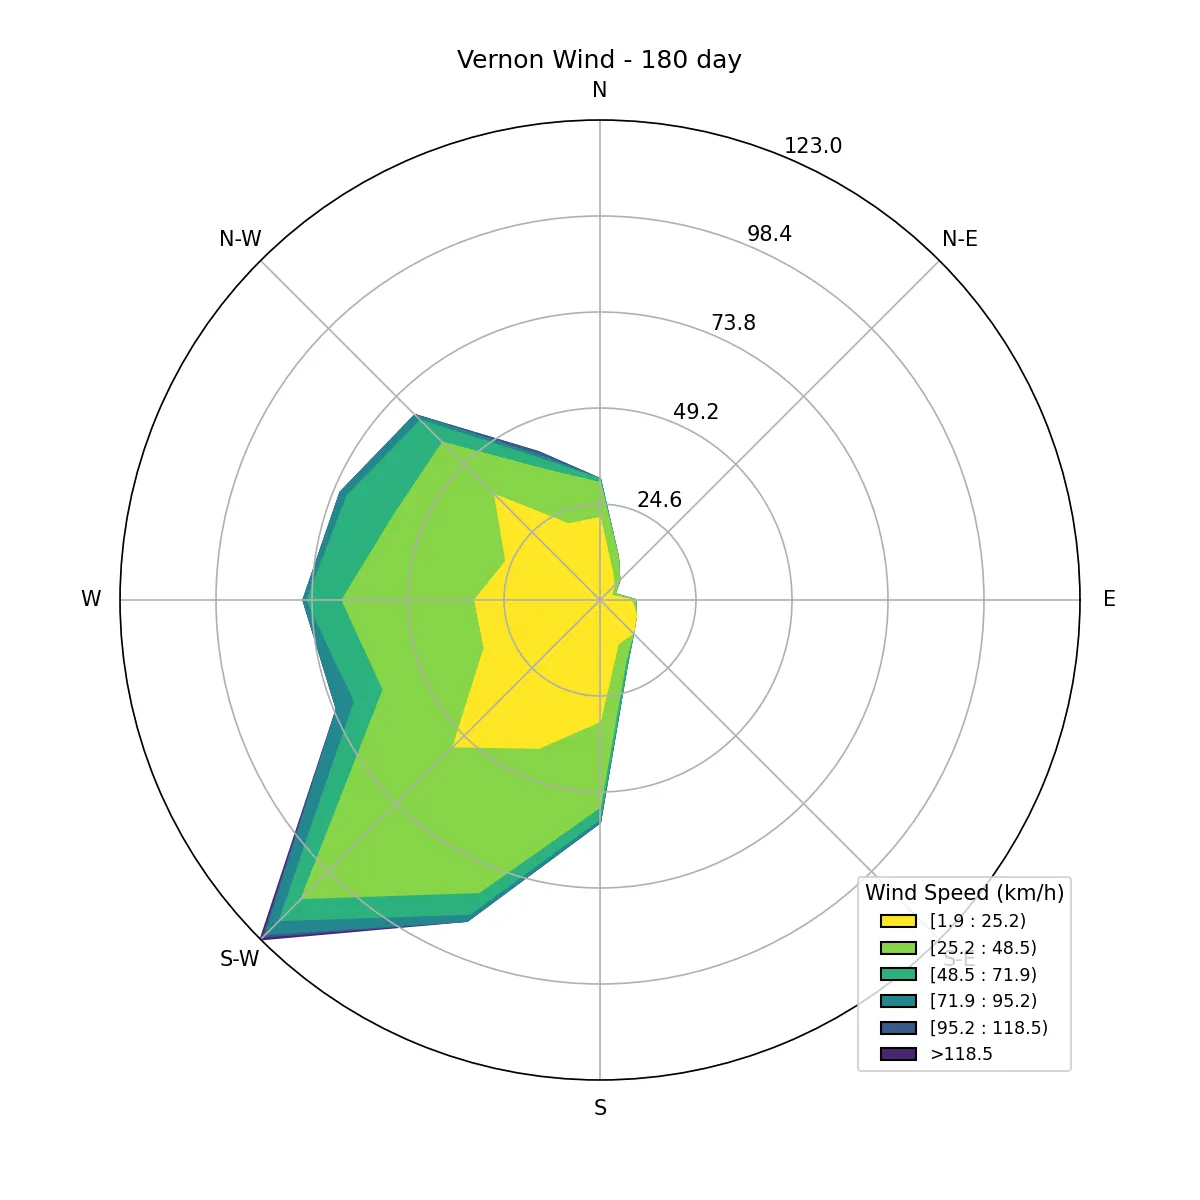 Vernon Wind - 180 day
N
123.0
N-W
98.4
N-E
73.8
49.2
24.6
W
E
S-W
S-E
S
Wind Speed (km/h)
[1.9 : 25.2)
[25.2 : 48.5)
[48.5 : 71.9)
[71.9 : 95.2)
[95.2 : 118.5)
>118.5